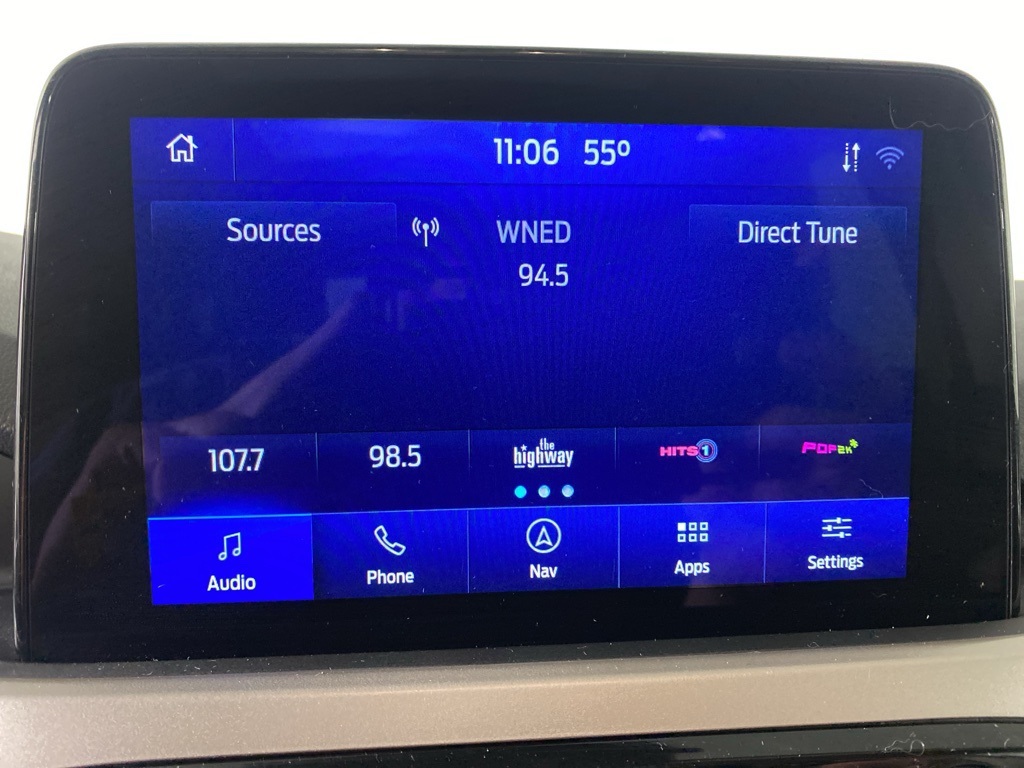 11:06 55°
Sources WNED Direct Tune
94.5
107.7 98.5 the highway HITS 1 POP2K
Audio Phone Nav Apps Settings